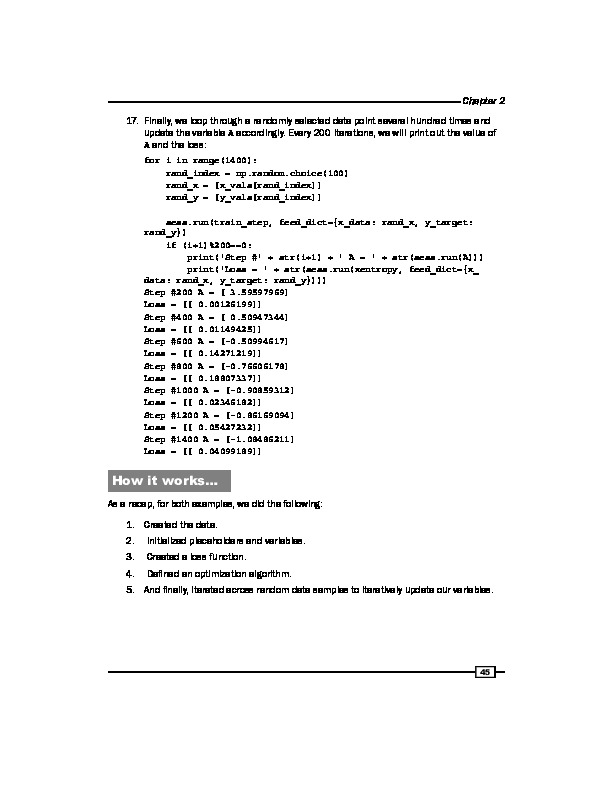 Chapter 2
17. Finally, we loop through a randomly selected data point several hundred times and
update the variable A accordingly. Every 200 iterations, we will print out the value of
A and the loss:
for i in range(1400):
rand_index = np.random.choice(100)
rand_x = [x_vals[rand_index]]
rand_y = [y_vals[rand_index]]
sess.run(train_step, feed_dict={x_data: rand_x, y_target:
rand_y})
if (i+1)%200==0:
print('Step #' + str(i+1) + ' A = ' + str(sess.run(A)))
print('Loss = ' + str(sess.run(xentropy, feed_dict={x_
data: rand_x, y_target: rand_y})))
Step #200 A = [ 3.59597969]
Loss = [[ 0.00126199]]
Step #400 A = [ 0.50947344]
Loss = [[ 0.01149425]]
Step #600 A = [-0.50994617]
Loss = [[ 0.14271219]]
Step #800 A = [-0.76606178]
Loss = [[ 0.18807337]]
Step #1000 A = [-0.90859312]
Loss = [[ 0.02346182]]
Step #1200 A = [-0.86169094]
Loss = [[ 0.05427232]]
Step #1400 A = [-1.08486211]
Loss = [[ 0.04099189]]
How it works...
As a recap, for both examples, we did the following:
1. Created the data.
2. Initialized placeholders and variables.
3. Created a loss function.
4. Defined an optimization algorithm.
5. And finally, iterated across random data samples to iteratively update our variables.
45